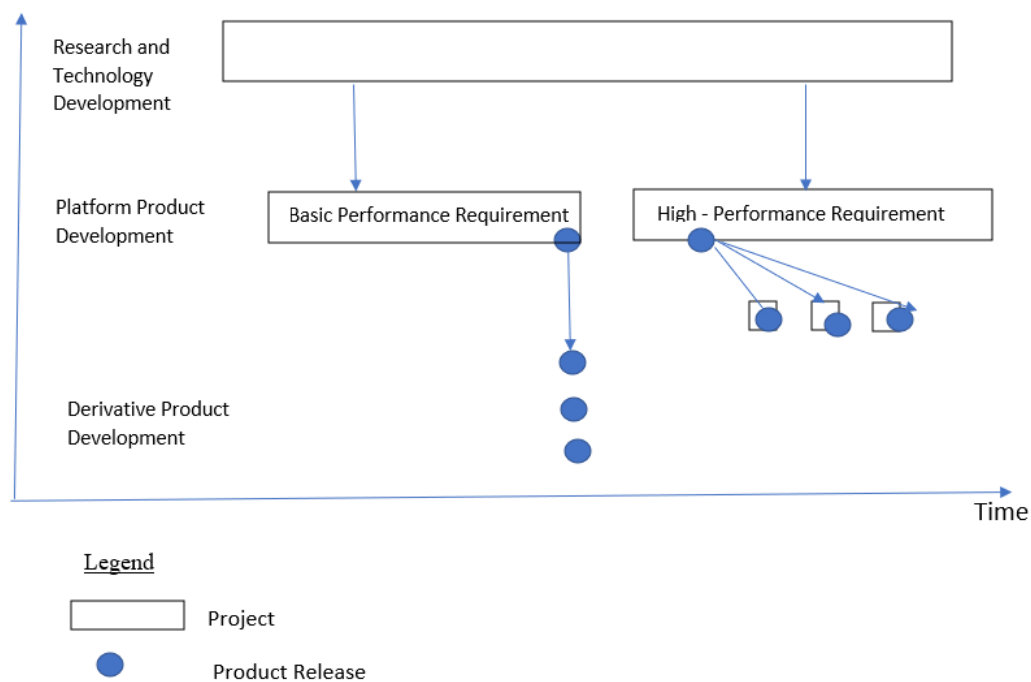 Research and
Technology
Development
Platform Product
Development
Basic Performance Requirement
High - Performance Requirement
Derivative Product
Development
Time
Legend
Project
Product Release